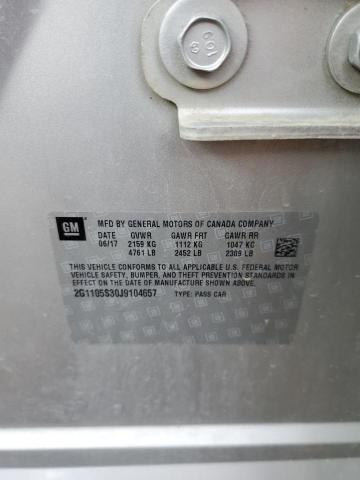 109
GM
MFD BY GENERAL MOTORS OF CANADA COMPANY
DATE GVWR GAWR FRT GAWR RR
06/17 2159 KG 1112 KG 1047 KG
4761 LB 2452 LB 2309 LB
THIS VEHICLE CONFORMS TO ALL APPLICABLE U.S. FEDERAL MOTOR
VEHICLE SAFETY, BUMPER, AND THEFT PREVENTION STANDARDS IN
EFFECT ON THE DATE OF MANUFACTURE SHOWN ABOVE.
2G1105S30J9104657 TYPE: PASS CAR